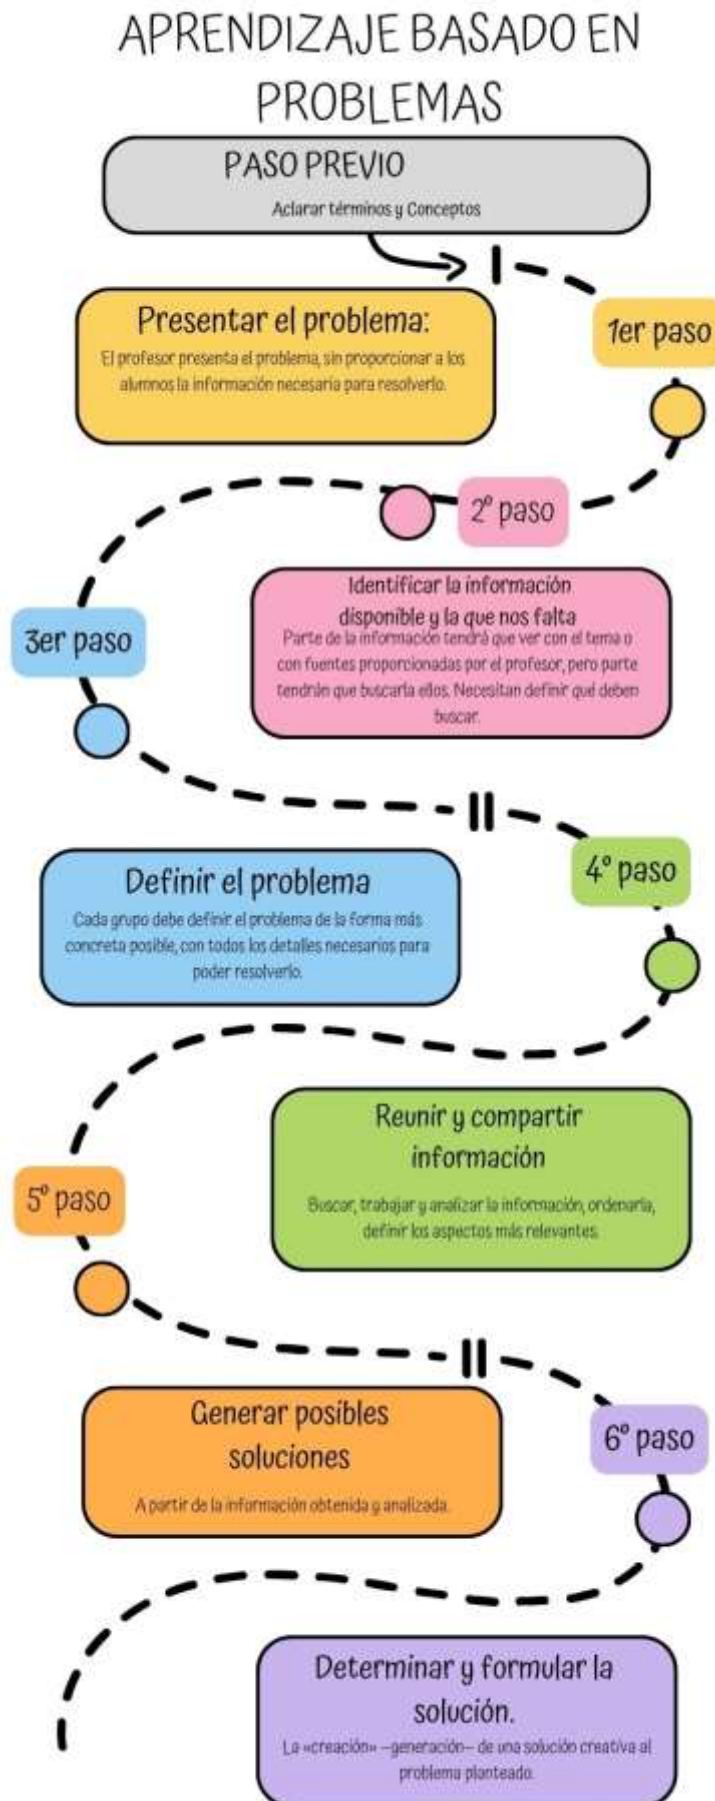 APRENDIZAJE BASADO EN
PROBLEMAS
PASO PREVIO
Aclarar términos y Conceptos
Presentar el problema:
El profesor presenta el problema, sin proporcionar a los
alumnos la información necesaria para resolverlo.
1er paso
2º paso
Identificar la información
disponible y la que nos falta
Parte de la información tendrá que ver con el tema o
con fuentes proporcionadas por el profesor, pero parte
tendrán que buscarla ellos. Necesitan definir qué deben
buscar.
3er paso
Definir el problema
Cada grupo debe definir el problema de la forma más
concreta posible, con todos los detalles necesarios para
poder resolverlo.
4º paso
Reunir y compartir
información
Buscar, trabajar y analizar la información, ordenarla,
definir los aspectos más relevantes.
5º paso
Generar posibles
soluciones
A partir de la información obtenida y analizada.
6º paso
Determinar y formular la
solución.
La «creación» –generación– de una solución creativa al
problema planteado.